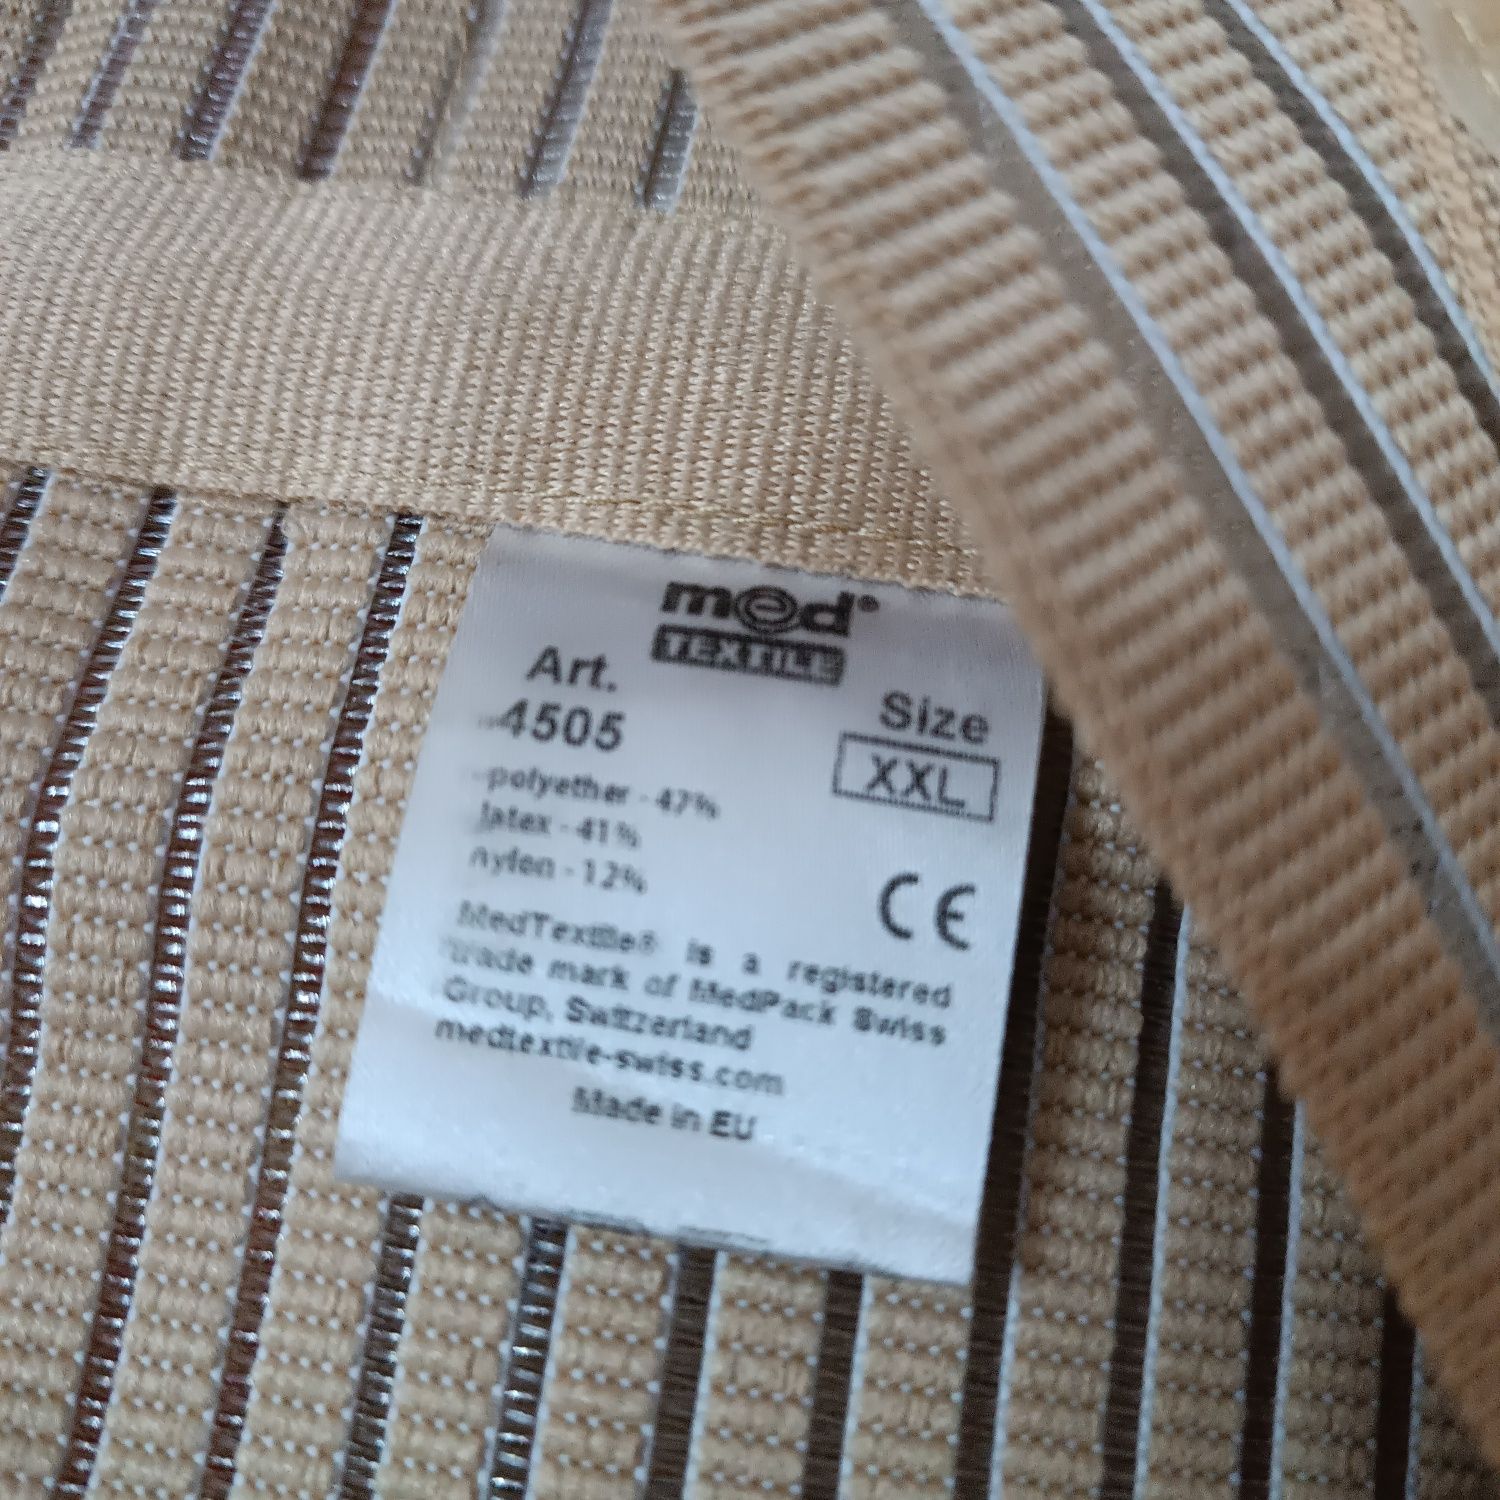 med®
TEXTILE
Art.
4505
Size
XXL
polyether - 47%
latex - 41%
nylon - 12%
CE
MedTextile® is a registered
trade mark of MedPack Swiss
Group, Switzerland
medtextile-swiss.com
Made in EU